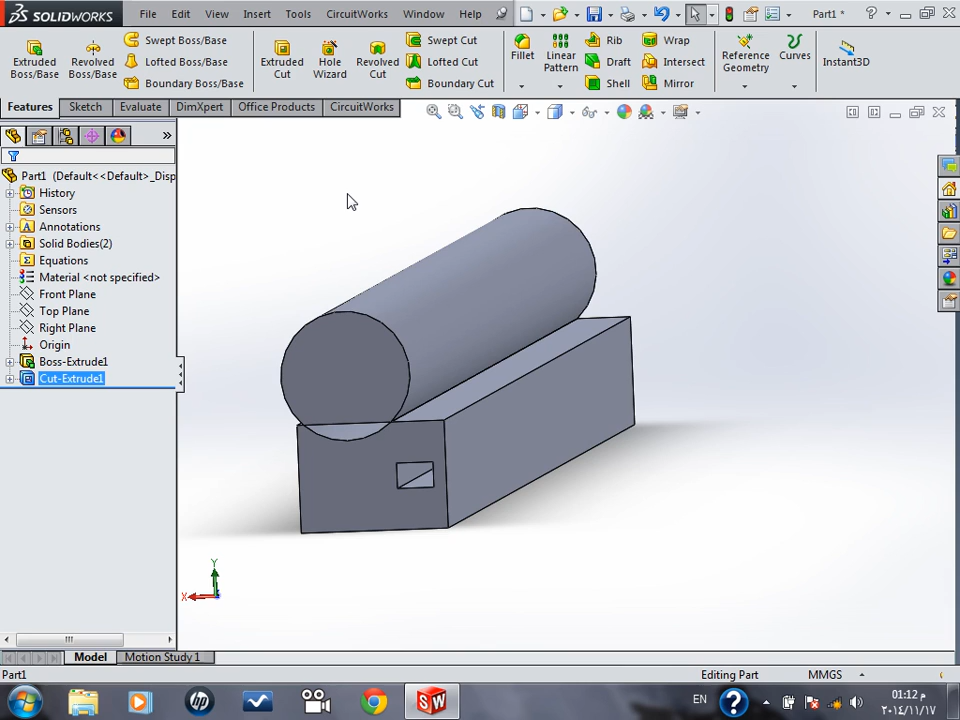 SOLIDWORKS File Edit View Insert Tools CircuitWorks Window Help Part1 *
Extruded Boss/Base
Revolved Boss/Base
Swept Boss/Base
Lofted Boss/Base
Boundary Boss/Base
Extruded Cut
Hole Wizard
Revolved Cut
Swept Cut
Lofted Cut
Boundary Cut
Fillet
Linear Pattern
Rib
Draft
Shell
Wrap
Intersect
Mirror
Reference Geometry
Curves
Instant3D
Features Sketch Evaluate DimXpert Office Products CircuitWorks
Part1 (Default<<Default>_Disp
History
Sensors
Annotations
Solid Bodies(2)
Equations
Material <not specified>
Front Plane
Top Plane
Right Plane
Origin
Boss-Extrude1
Cut-Extrude1
Y
X
Model Motion Study 1
Part1 Editing Part MMGS
EN
01:12 م
٢٠١٤/١١/١٧